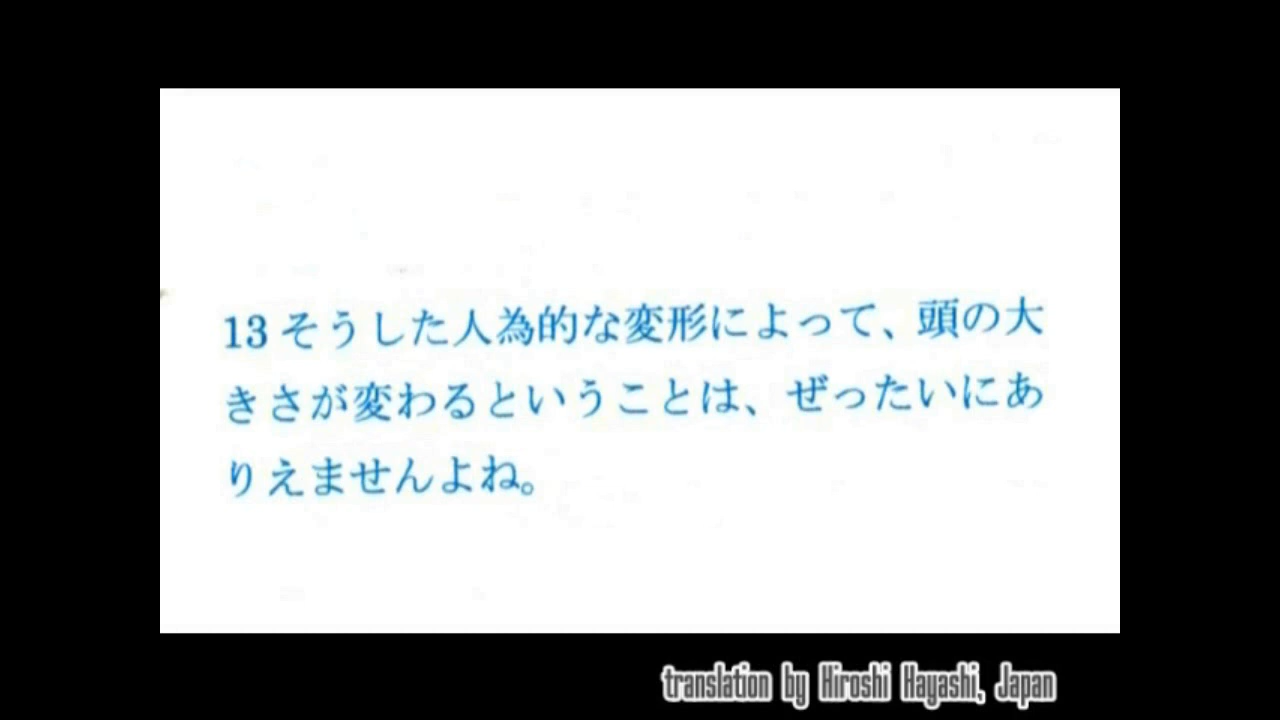 13 そうした人為的な変形によって、頭の大
きさが変わるということは、ぜったいにあ
りえませんよね。
translation by Hiroshi Hayashi, Japan